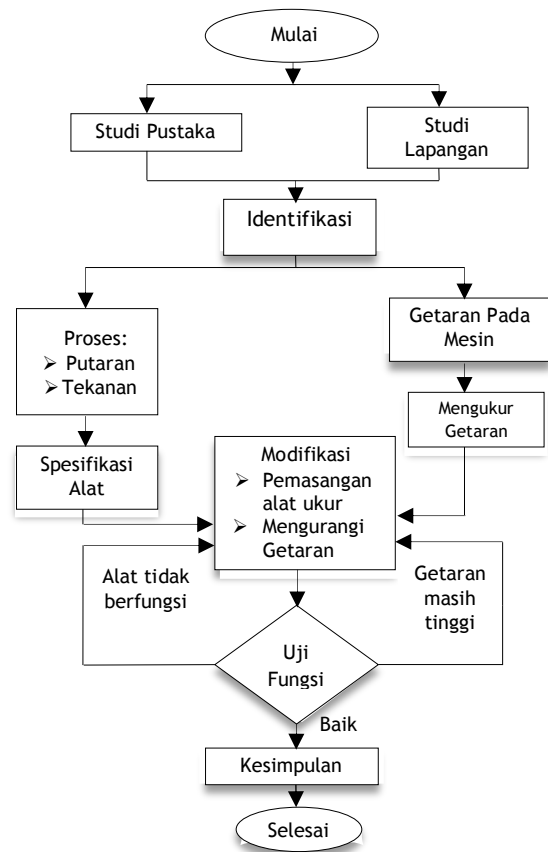 Mulai
Studi Pustaka
Studi
Lapangan
Identifikasi
Proses:
➢ Putaran
➢ Tekanan
Getaran Pada
Mesin
Mengukur
Getaran
Spesifikasi
Alat
Modifikasi
➢ Pemasangan
alat ukur
➢ Mengurangi
Getaran
Alat tidak
berfungsi
Getaran
masih
tinggi
Uji
Fungsi
Baik
Kesimpulan
Selesai